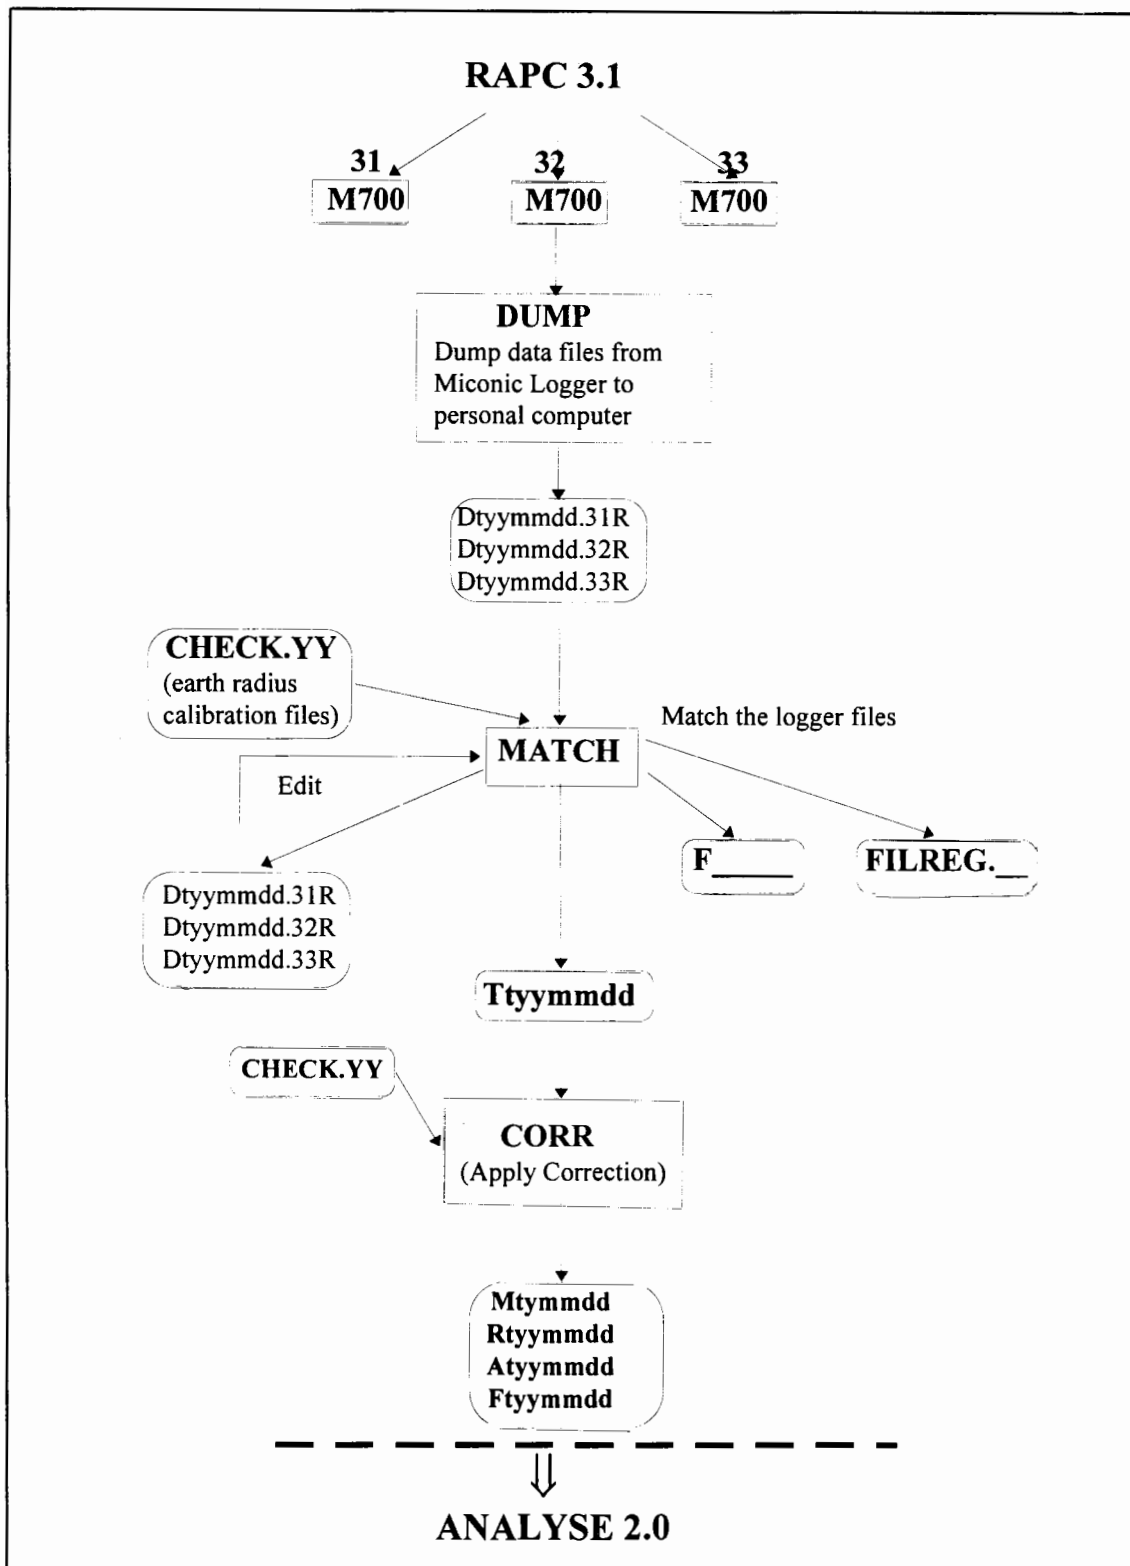 RAPC 3.1
31 32 33
M700 M700 M700
DUMP
Dump data files from
Miconic Logger to
personal computer
Dtyymmdd.31R
Dtyymmdd.32R
Dtyymmdd.33R
CHECK.YY
(earth radius
calibration files)
Match the logger files
MATCH
Edit
F_____
FILREG.__
Dtyymmdd.31R
Dtyymmdd.32R
Dtyymmdd.33R
Ttyymmdd
CHECK.YY
CORR
(Apply Correction)
Mtymmdd
Rtyymmdd
Atyymmdd
Ftyymmdd
ANALYSE 2.0